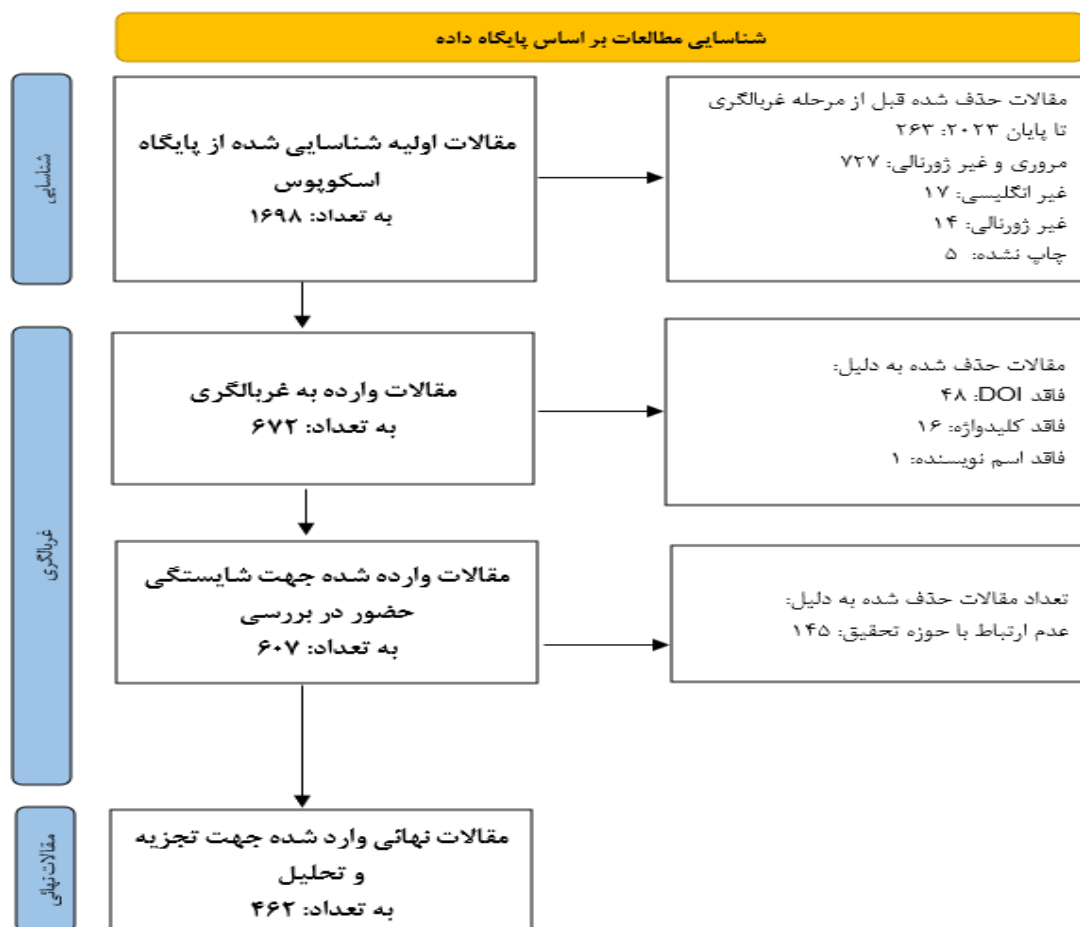 شناسایی مطالعات بر اساس پایگاه داده
شناسایی
مقالات اولیه شناسایی شده از پایگاه
اسکوپوس
به تعداد: ۱۶۹۸
مقالات حذف شده قبل از مرحله غربالگری
تا پایان ۲۰۲۳: ۲۶۳
مروری و غیر ژورنالی: ۷۲۷
غیر انگلیسی: ۱۷
غیر ژورنالی: ۱۴
چاپ نشده: ۵
غربالگری
مقالات وارده به غربالگری
به تعداد: ۶۷۲
مقالات حذف شده به دلیل:
فاقد DOI: ۴۸
فاقد کلیدواژه: ۱۶
فاقد اسم نویسنده: ۱
مقالات وارده شده جهت شایستگی
حضور در بررسی
به تعداد: ۶۰۷
تعداد مقالات حذف شده به دلیل:
عدم ارتباط با حوزه تحقیق: ۱۴۵
مقالات نهائی
مقالات نهائی وارد شده جهت تجزیه
و تحلیل
به تعداد: ۴۶۲